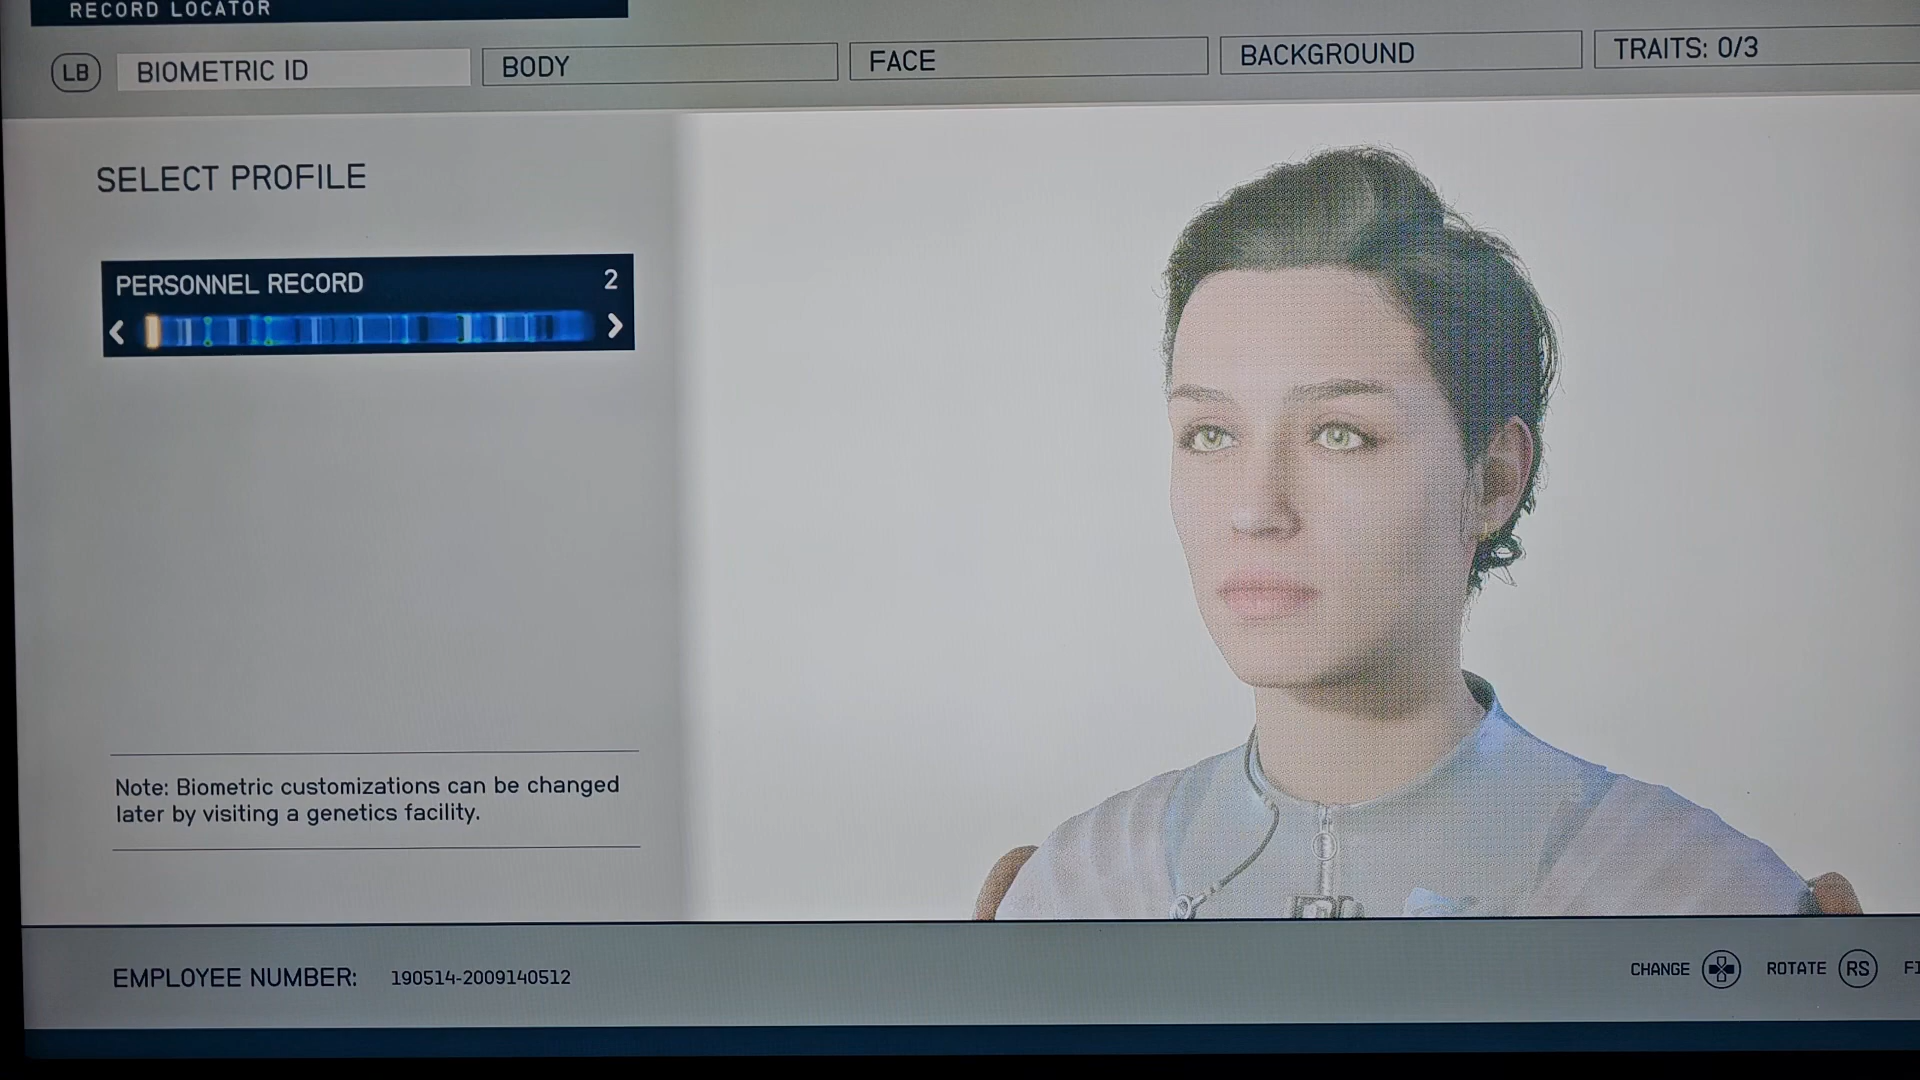 RECORD LOCATOR
LB
BIOMETRIC ID
BODY
FACE
BACKGROUND
TRAITS: 0/3
SELECT PROFILE
PERSONNEL RECORD 2
Note: Biometric customizations can be changed
later by visiting a genetics facility.
EMPLOYEE NUMBER: 190514-2009140512
CHANGE
ROTATE RS